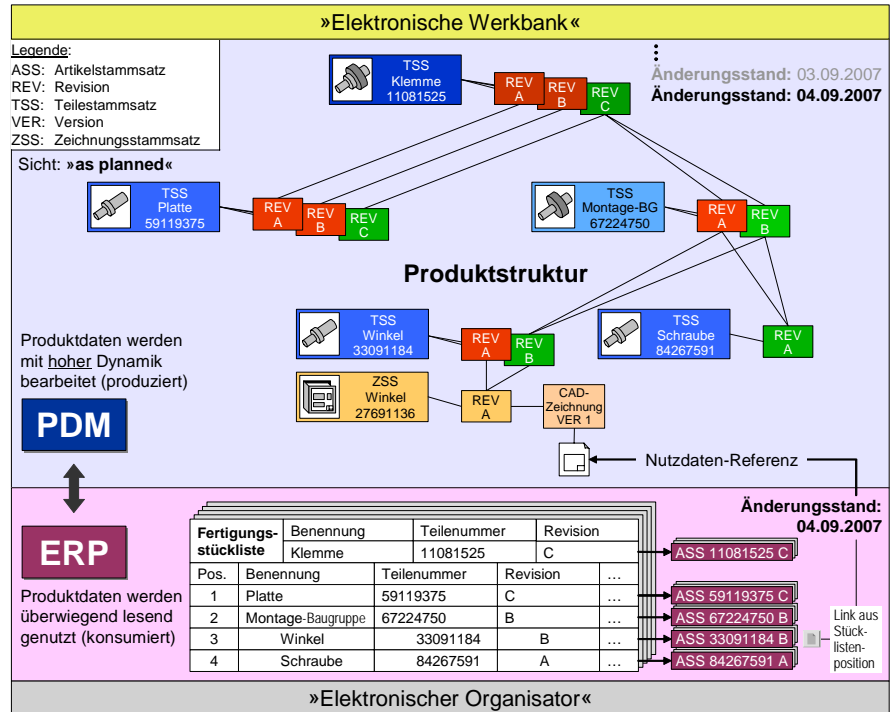 »Elektronische Werkbank«
Legende:
ASS: Artikelstammsatz
REV: Revision
TSS: Teilestammsatz
VER: Version
ZSS: Zeichnungsstammsatz
Sicht: »as planned«
Änderungsstand: 03.09.2007
Änderungsstand: 04.09.2007
TSS
Klemme
11081525
REV
A
REV
B
REV
C
TSS
Platte
59119375
REV
A
REV
B
REV
C
TSS
Montage-BG
67224750
REV
A
REV
B
Produktstruktur
TSS
Winkel
33091184
REV
A
REV
B
TSS
Schraube
84267591
REV
A
ZSS
Winkel
27691136
REV
A
CAD-
Zeichnung
VER 1
Nutzdaten-Referenz
Produktdaten werden
mit hoher Dynamik
bearbeitet (produziert)
PDM
ERP
Produktdaten werden
überwiegend lesend
genutzt (konsumiert)
Änderungsstand:
04.09.2007
Fertigungs-
stückliste
Benennung Teilenummer Revision
Klemme 11081525 C
Pos. Benennung Teilenummer Revision …
1 Platte 59119375 C …
2 Montage-Baugruppe 67224750 B …
3 Winkel 33091184 B …
4 Schraube 84267591 A …
ASS 11081525 C
ASS 59119375 C
ASS 67224750 B
ASS 33091184 B
ASS 84267591 A
Link aus
Stück-
listen-
position
»Elektronischer Organisator«